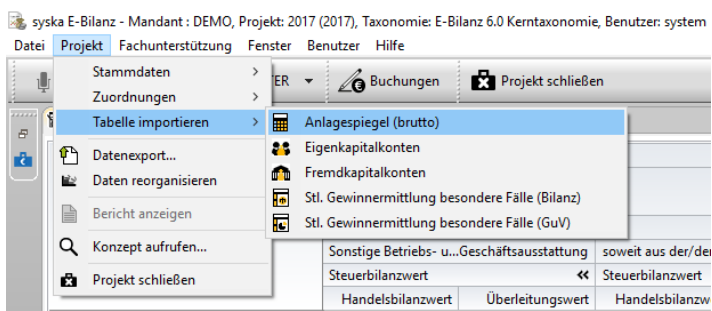 syska E-Bilanz - Mandant : DEMO, Projekt: 2017 (2017), Taxonomie: E-Bilanz 6.0 Kerntaxonomie, Benutzer: system
Datei Projekt Fachunterstützung Fenster Benutzer Hilfe
ER Buchungen Projekt schließen
Stammdaten
Zuordnungen
Tabelle importieren
Datenexport...
Daten reorganisieren
Bericht anzeigen
Konzept aufrufen...
Projekt schließen
Anlagespiegel (brutto)
Eigenkapitalkonten
Fremdkapitalkonten
Stl. Gewinnermittlung besondere Fälle (Bilanz)
Stl. Gewinnermittlung besondere Fälle (GuV)
Sonstige Betriebs- u...Geschäftsausstattung soweit aus der/der
Steuerbilanzwert « Steuerbilanzwert
Handelsbilanzwert Überleitungswert Handelsbilanzw